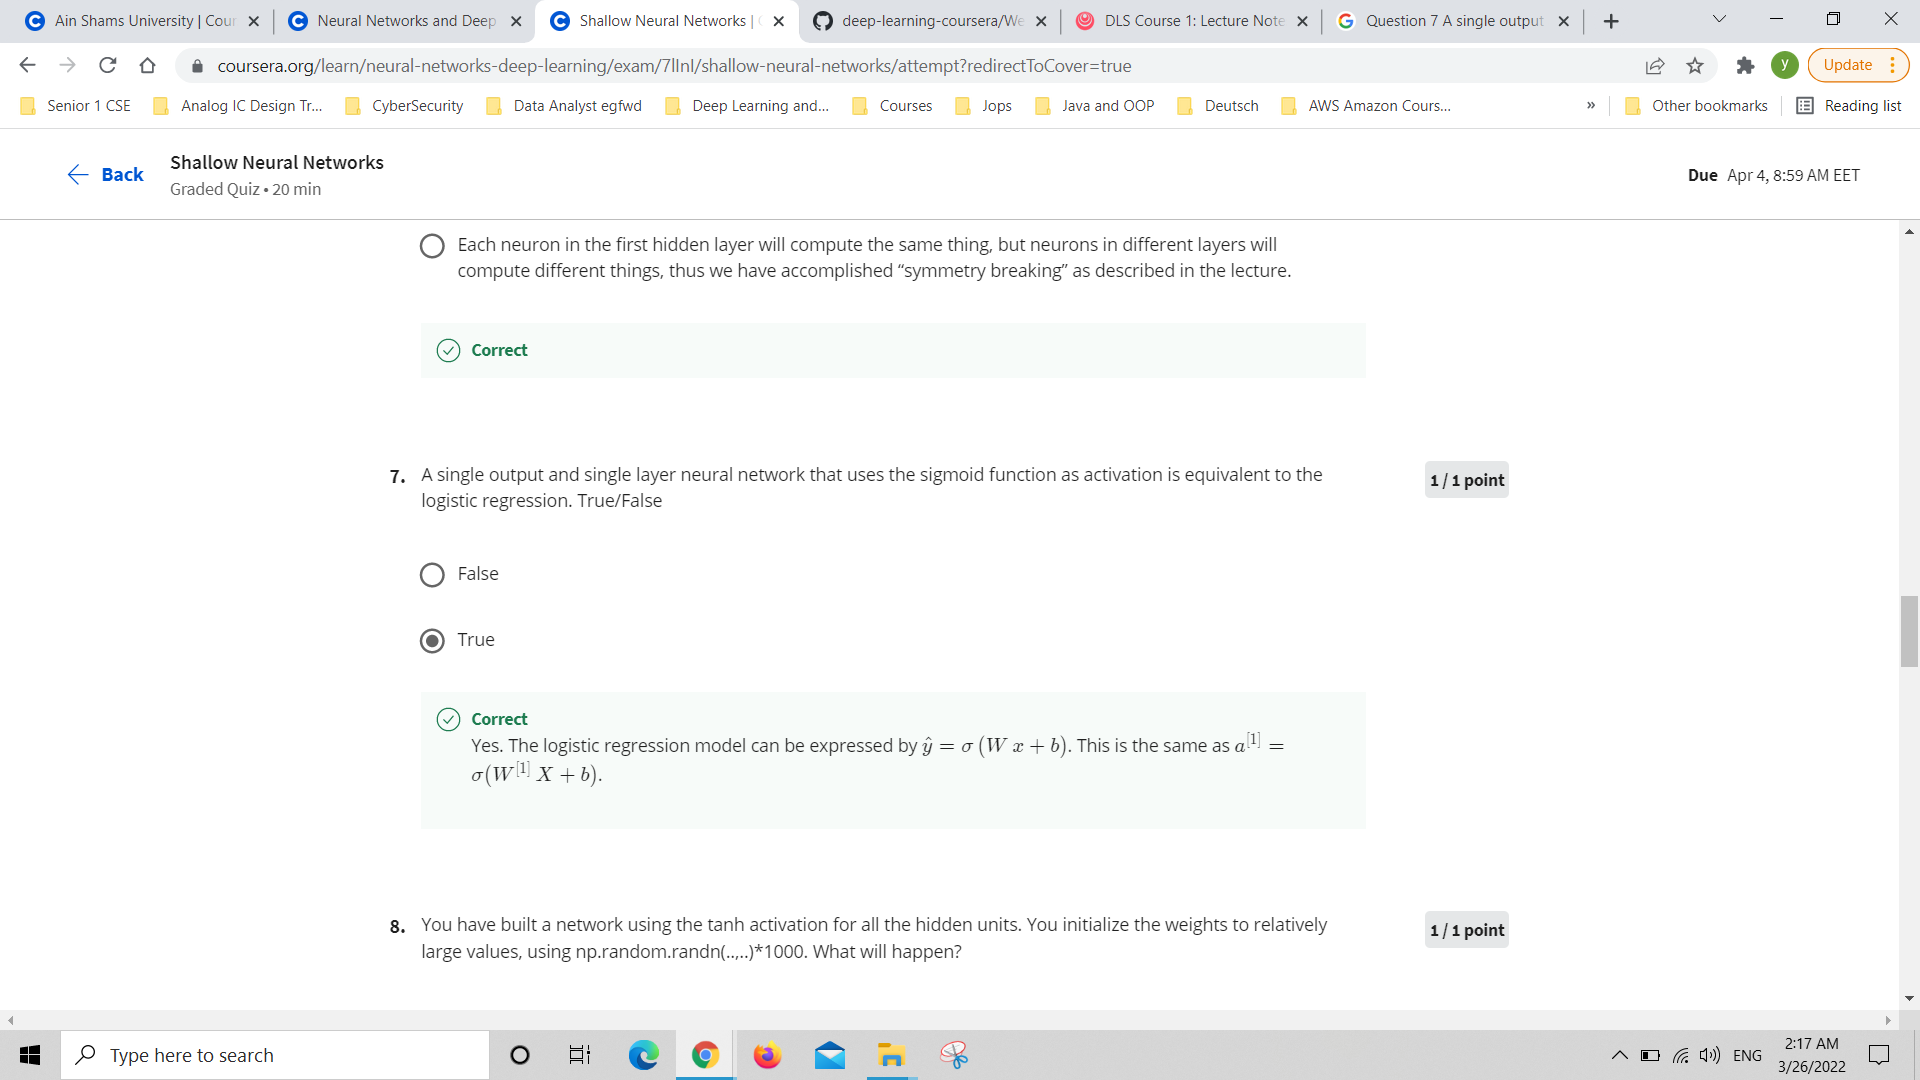 Ain Shams University | Cour
Neural Networks and Deep
Shallow Neural Networks |
deep-learning-coursera/We
DLS Course 1: Lecture Note
Question 7 A single output
coursera.org/learn/neural-networks-deep-learning/exam/7lInI/shallow-neural-networks/attempt?redirectToCover=true
y
Update
Senior 1 CSE
Analog IC Design Tr...
CyberSecurity
Data Analyst egfwd
Deep Learning and...
Courses
Jops
Java and OOP
Deutsch
AWS Amazon Cours...
»
Other bookmarks
Reading list
Back
Shallow Neural Networks
Graded Quiz • 20 min
Due Apr 4, 8:59 AM EET
Each neuron in the first hidden layer will compute the same thing, but neurons in different layers will
compute different things, thus we have accomplished “symmetry breaking” as described in the lecture.
Correct
7. A single output and single layer neural network that uses the sigmoid function as activation is equivalent to the
logistic regression. True/False
1 / 1 point
False
True
Correct
Yes. The logistic regression model can be expressed by ŷ = σ (W x + b). This is the same as a^[1] =
σ(W^[1] X + b).
8. You have built a network using the tanh activation for all the hidden units. You initialize the weights to relatively
large values, using np.random.randn(..,..)*1000. What will happen?
1 / 1 point
Type here to search
ENG
2:17 AM
3/26/2022